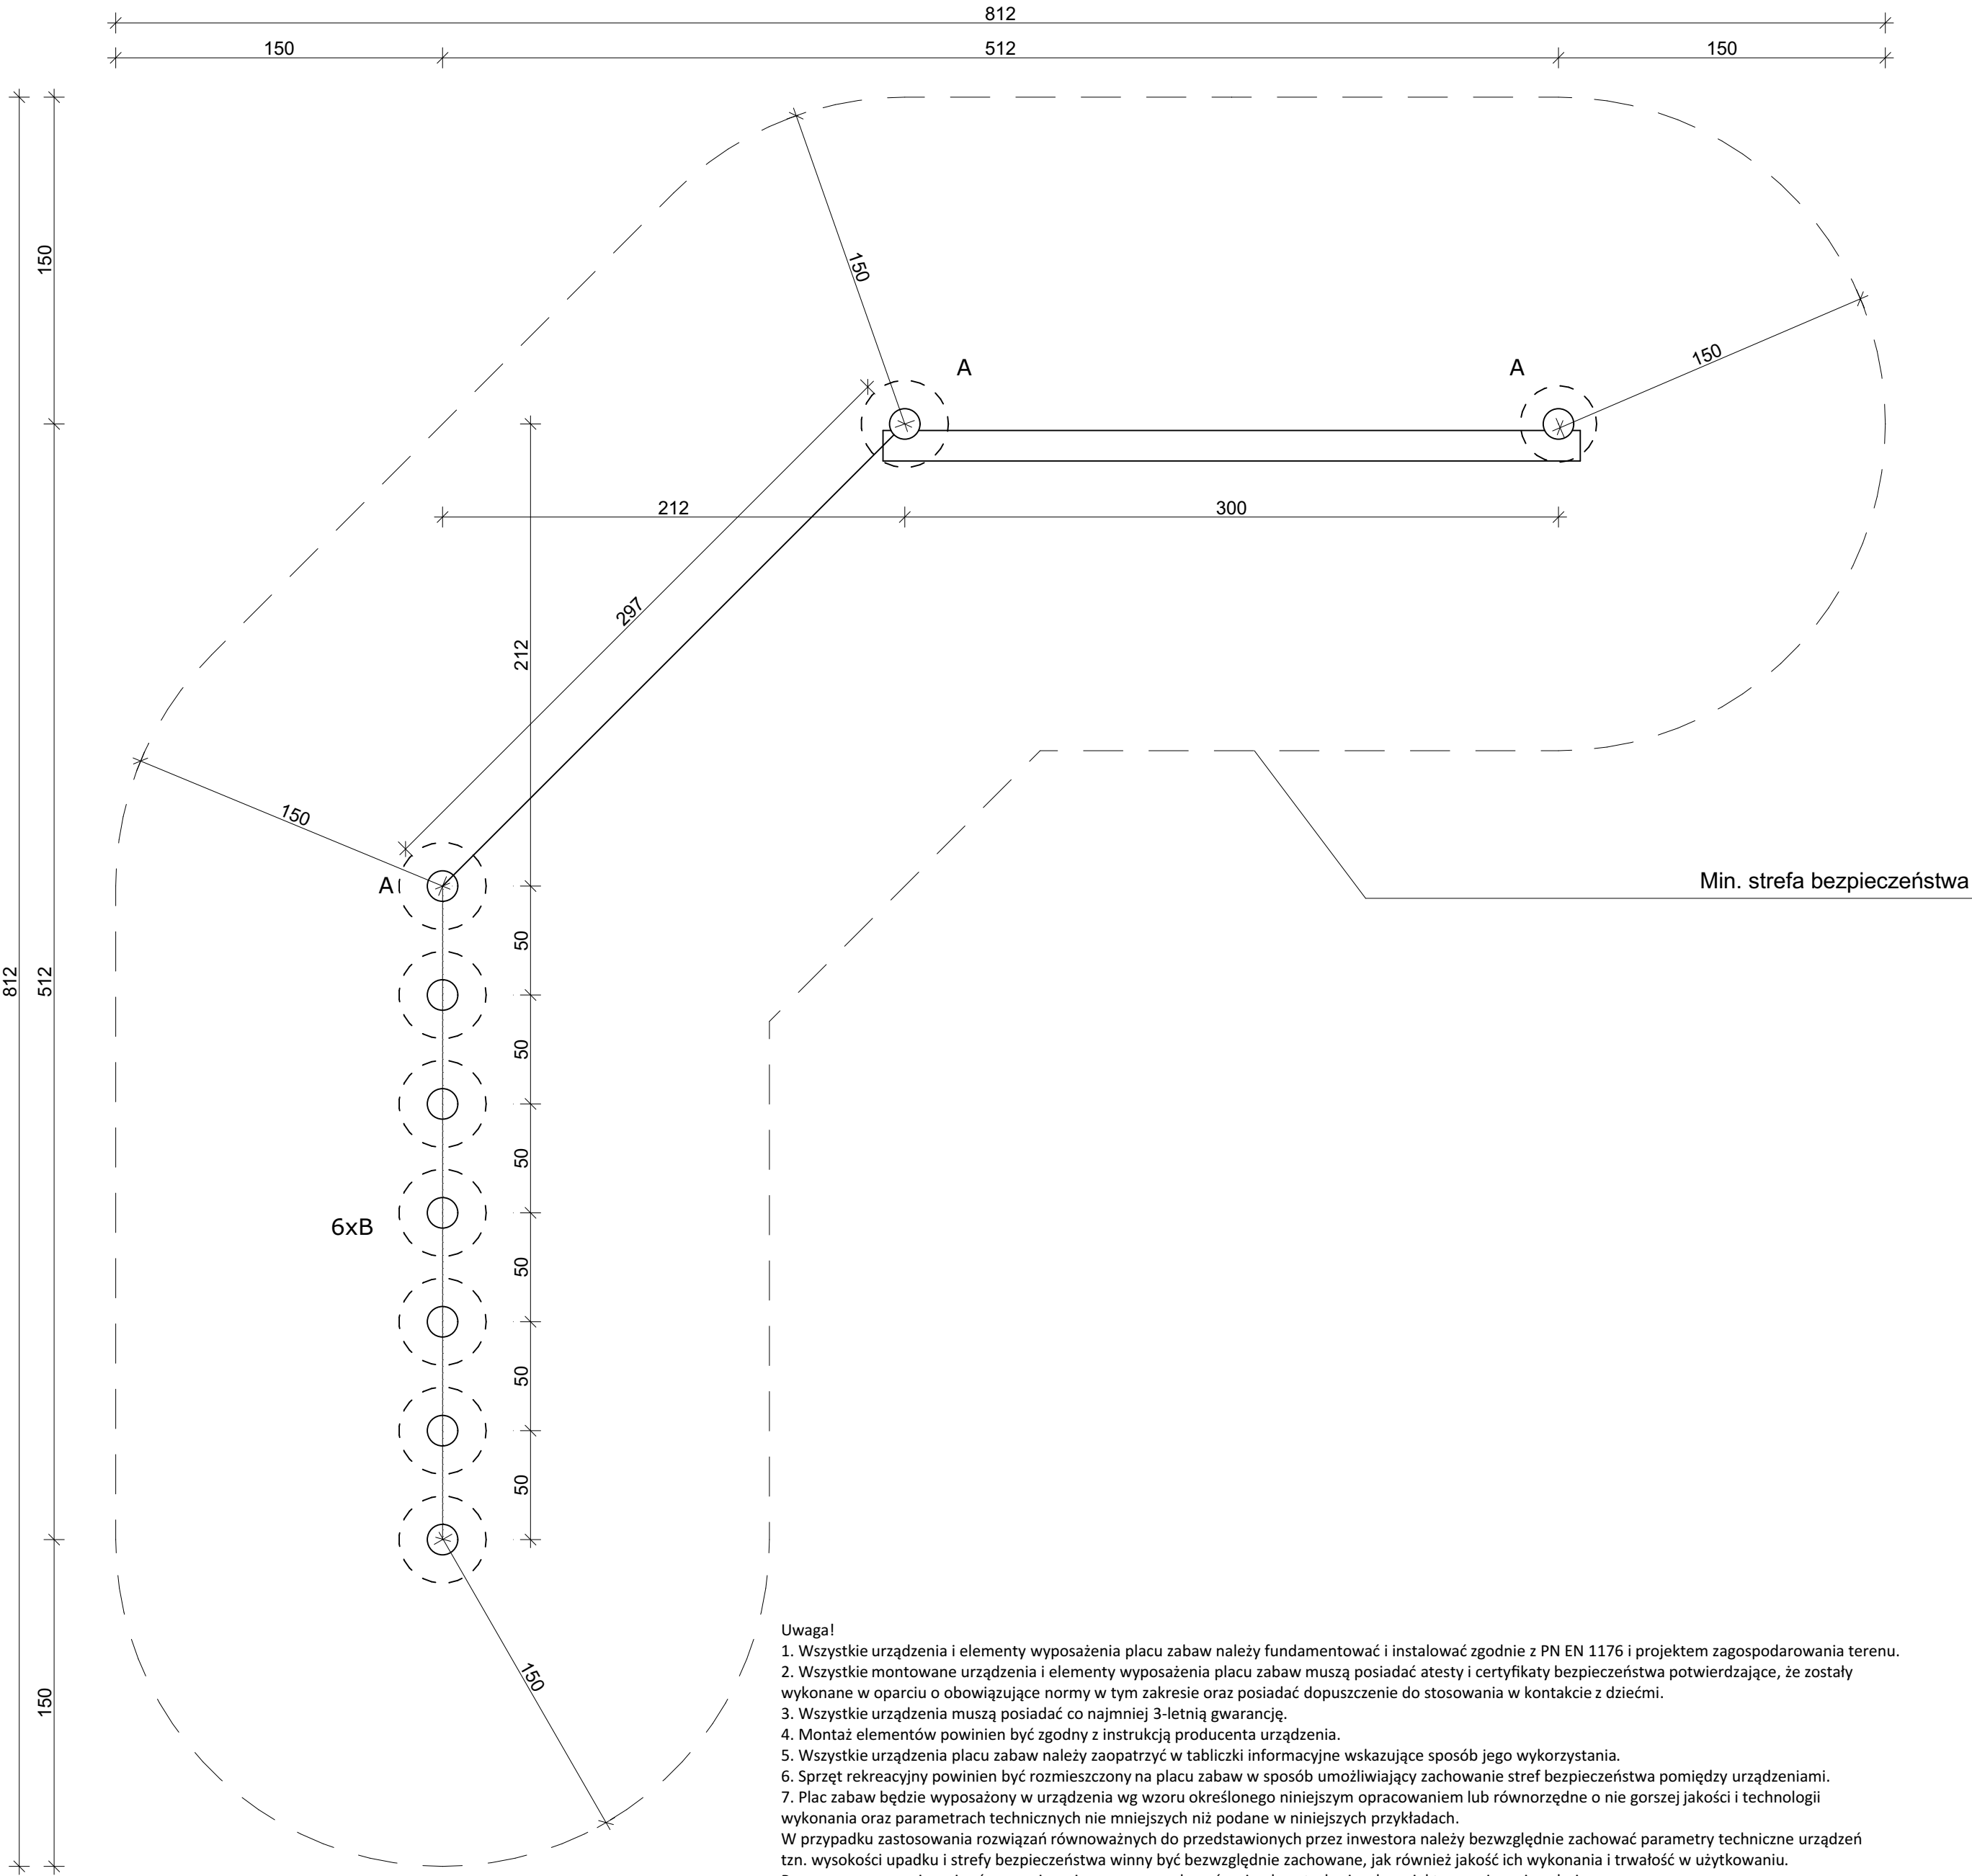 812
150 512 150
150
150
A A
150
212 300
297
212
150
Min. strefa bezpieczeństwa
A
50
812
512
50
50
6xB
50
50
50
150
150
Uwaga!
1. Wszystkie urządzenia i elementy wyposażenia placu zabaw należy fundamentować i instalować zgodnie z PN EN 1176 i projektem zagospodarowania terenu.
2. Wszystkie montowane urządzenia i elementy wyposażenia placu zabaw muszą posiadać atesty i certyfikaty bezpieczeństwa potwierdzające, że zostały
wykonane w oparciu o obowiązujące normy w tym zakresie oraz posiadać dopuszczenie do stosowania w kontakcie z dziećmi.
3. Wszystkie urządzenia muszą posiadać co najmniej 3-letnią gwarancję.
4. Montaż elementów powinien być zgodny z instrukcją producenta urządzenia.
5. Wszystkie urządzenia placu zabaw należy zaopatrzyć w tabliczki informacyjne wskazujące sposób jego wykorzystania.
6. Sprzęt rekreacyjny powinien być rozmieszczony na placu zabaw w sposób umożliwiający zachowanie stref bezpieczeństwa pomiędzy urządzeniami.
7. Plac zabaw będzie wyposażony w urządzenia wg wzoru określonego niniejszym opracowaniem lub równorzędne o nie gorszej jakości i technologii
wykonania oraz parametrach technicznych nie mniejszych niż podane w niniejszych przykładach.
W przypadku zastosowania rozwiązań równoważnych do przedstawionych przez inwestora należy bezwzględnie zachować parametry techniczne urządzeń
tzn. wysokości upadku i strefy bezpieczeństwa winny być bezwzględnie zachowane, jak również jakość ich wykonania i trwałość w użytkowaniu.